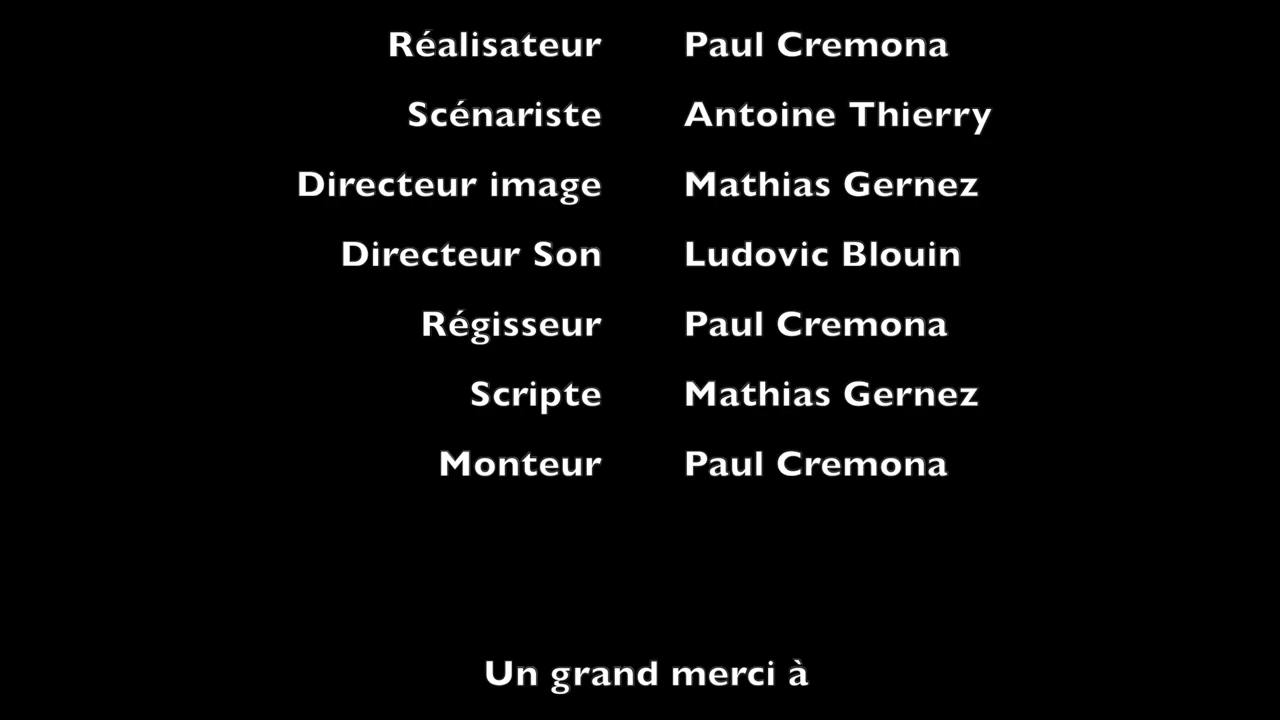 Réalisateur Paul Cremona
Scénariste Antoine Thierry
Directeur image Mathias Gernez
Directeur Son Ludovic Blouin
Régisseur Paul Cremona
Scripte Mathias Gernez
Monteur Paul Cremona
Un grand merci à